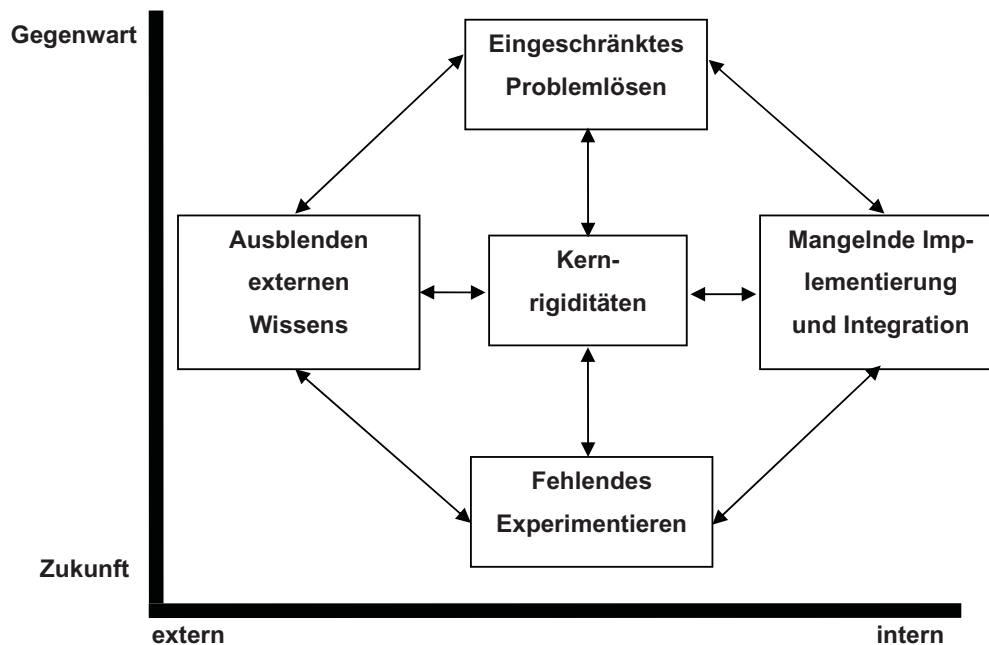 Gegenwart
Eingeschränktes
Problemlösen
Ausblenden
externen
Wissens
Kern-
rigiditäten
Mangelnde Imp-
lementierung
und Integration
Fehlendes
Experimentieren
Zukunft
extern
intern